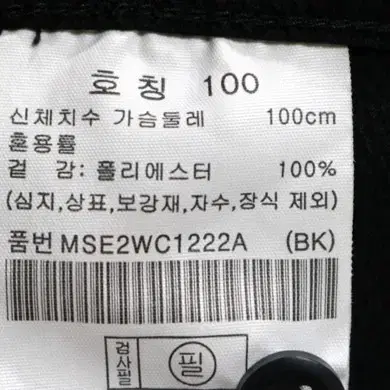 호 칭 100
신체치수 가슴둘레 100cm
혼용률
겉 감: 폴리에스터 100%
(심지,상표,보강재,자수,장식 제외)
품번 MSE2WC1222A (BK)
검사필 필